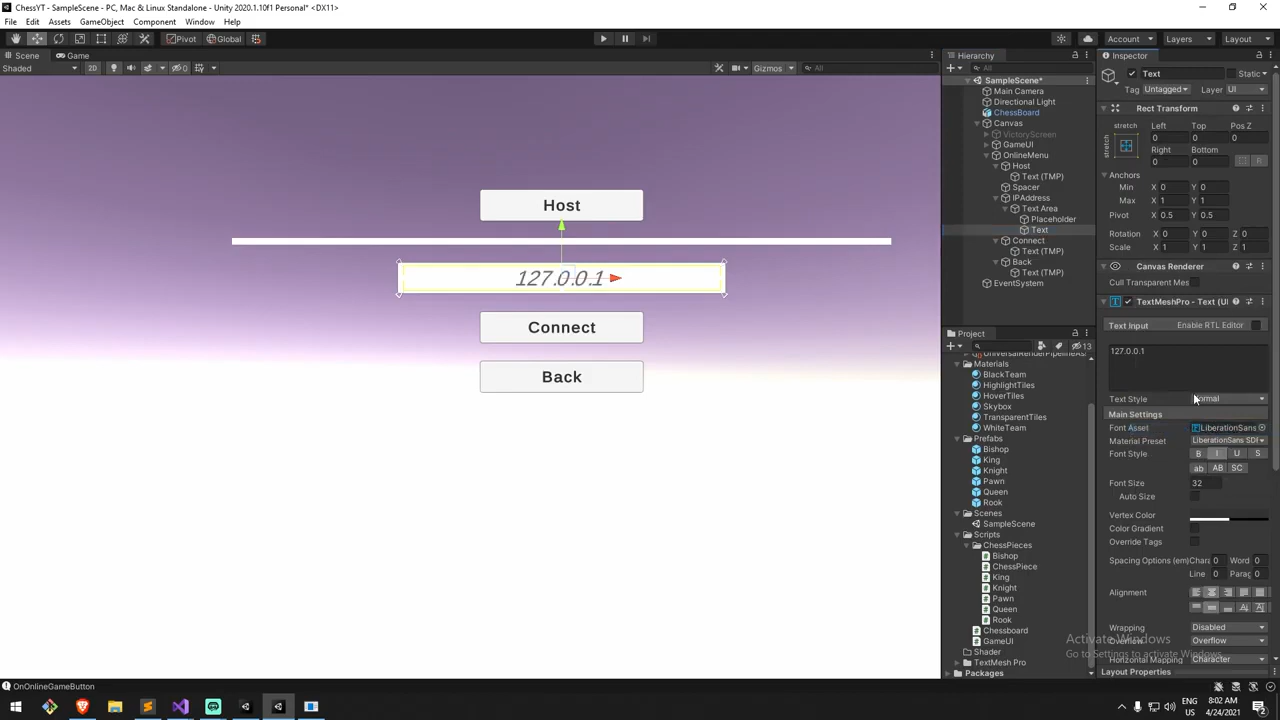 ChessYT - SampleScene - PC, Mac & Linux Standalone - Unity 2020.1.10f1 Personal* <DX11>
File Edit Assets GameObject Component Window Help
Pivot Global Account Layers Layout
Scene Game
Shaded 2D 0 Gizmos All
Host
127.0.0.1
Connect
Back
Hierarchy
All
SampleScene*
Main Camera
Directional Light
ChessBoard
Canvas
VictoryScreen
GameUI
OnlineMenu
Host
Text (TMP)
Spacer
IPAddress
Text Area
Placeholder
Text
Connect
Text (TMP)
Back
Text (TMP)
EventSystem
Project
13
UniversalRenderPipelineAs
Materials
BlackTeam
HighlightTiles
HoverTiles
Skybox
TransparentTiles
WhiteTeam
Prefabs
Bishop
King
Knight
Pawn
Queen
Rook
Scenes
SampleScene
Scripts
ChessPieces
Bishop
ChessPiece
King
Knight
Pawn
Queen
Rook
Chessboard
GameUI
Shader
TextMesh Pro
Packages
Inspector
Text Static
Tag Untagged Layer UI
Rect Transform
stretch Left Top Pos Z
stretch 0 0 0
Right Bottom
0 0 R
Anchors
Min X 0 Y 0
Max X 1 Y 1
Pivot X 0.5 Y 0.5
Rotation X 0 Y 0 Z 0
Scale X 1 Y 1 Z 1
Canvas Renderer
Cull Transparent Mes
TextMeshPro - Text (UI
Text Input Enable RTL Editor
127.0.0.1
Text Style Normal
Main Settings
Font Asset LiberationSans
Material Preset LiberationSans SDF
Font Style B I U S
ab AB SC
Font Size 32
Auto Size
Vertex Color
Color Gradient
Override Tags
Spacing Options (em) Chara 0 Word 0
Line 0 Parag 0
Alignment
Wrapping Disabled
Overflow Overflow
Horizontal Mapping Character
Layout Properties
Activate Windows
Go to Settings to activate Windows.
OnOnlineGameButton
ENG
US
8:02 AM
4/24/2021
2